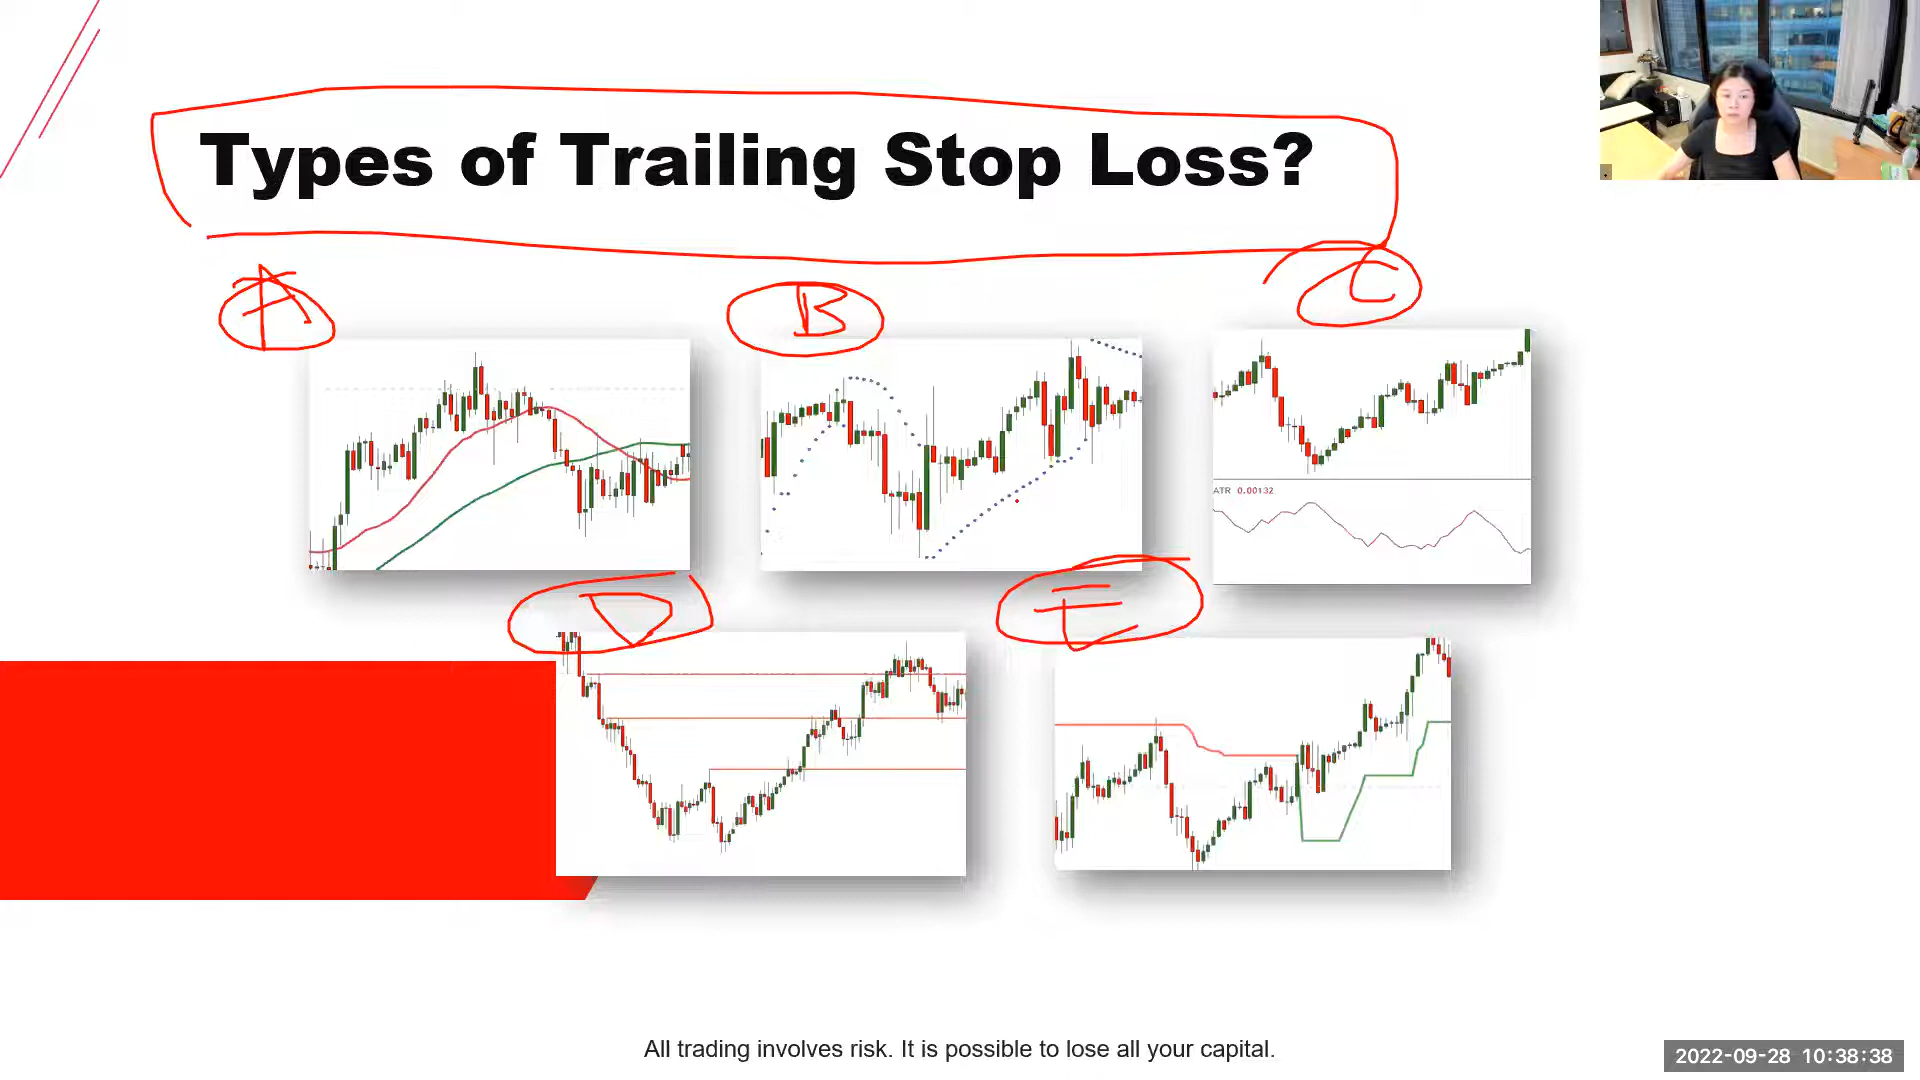 Types of Trailing Stop Loss?
A
B
C
ATR 0.00132
D
E
All trading involves risk. It is possible to lose all your capital.
2022-09-28 10:38:38